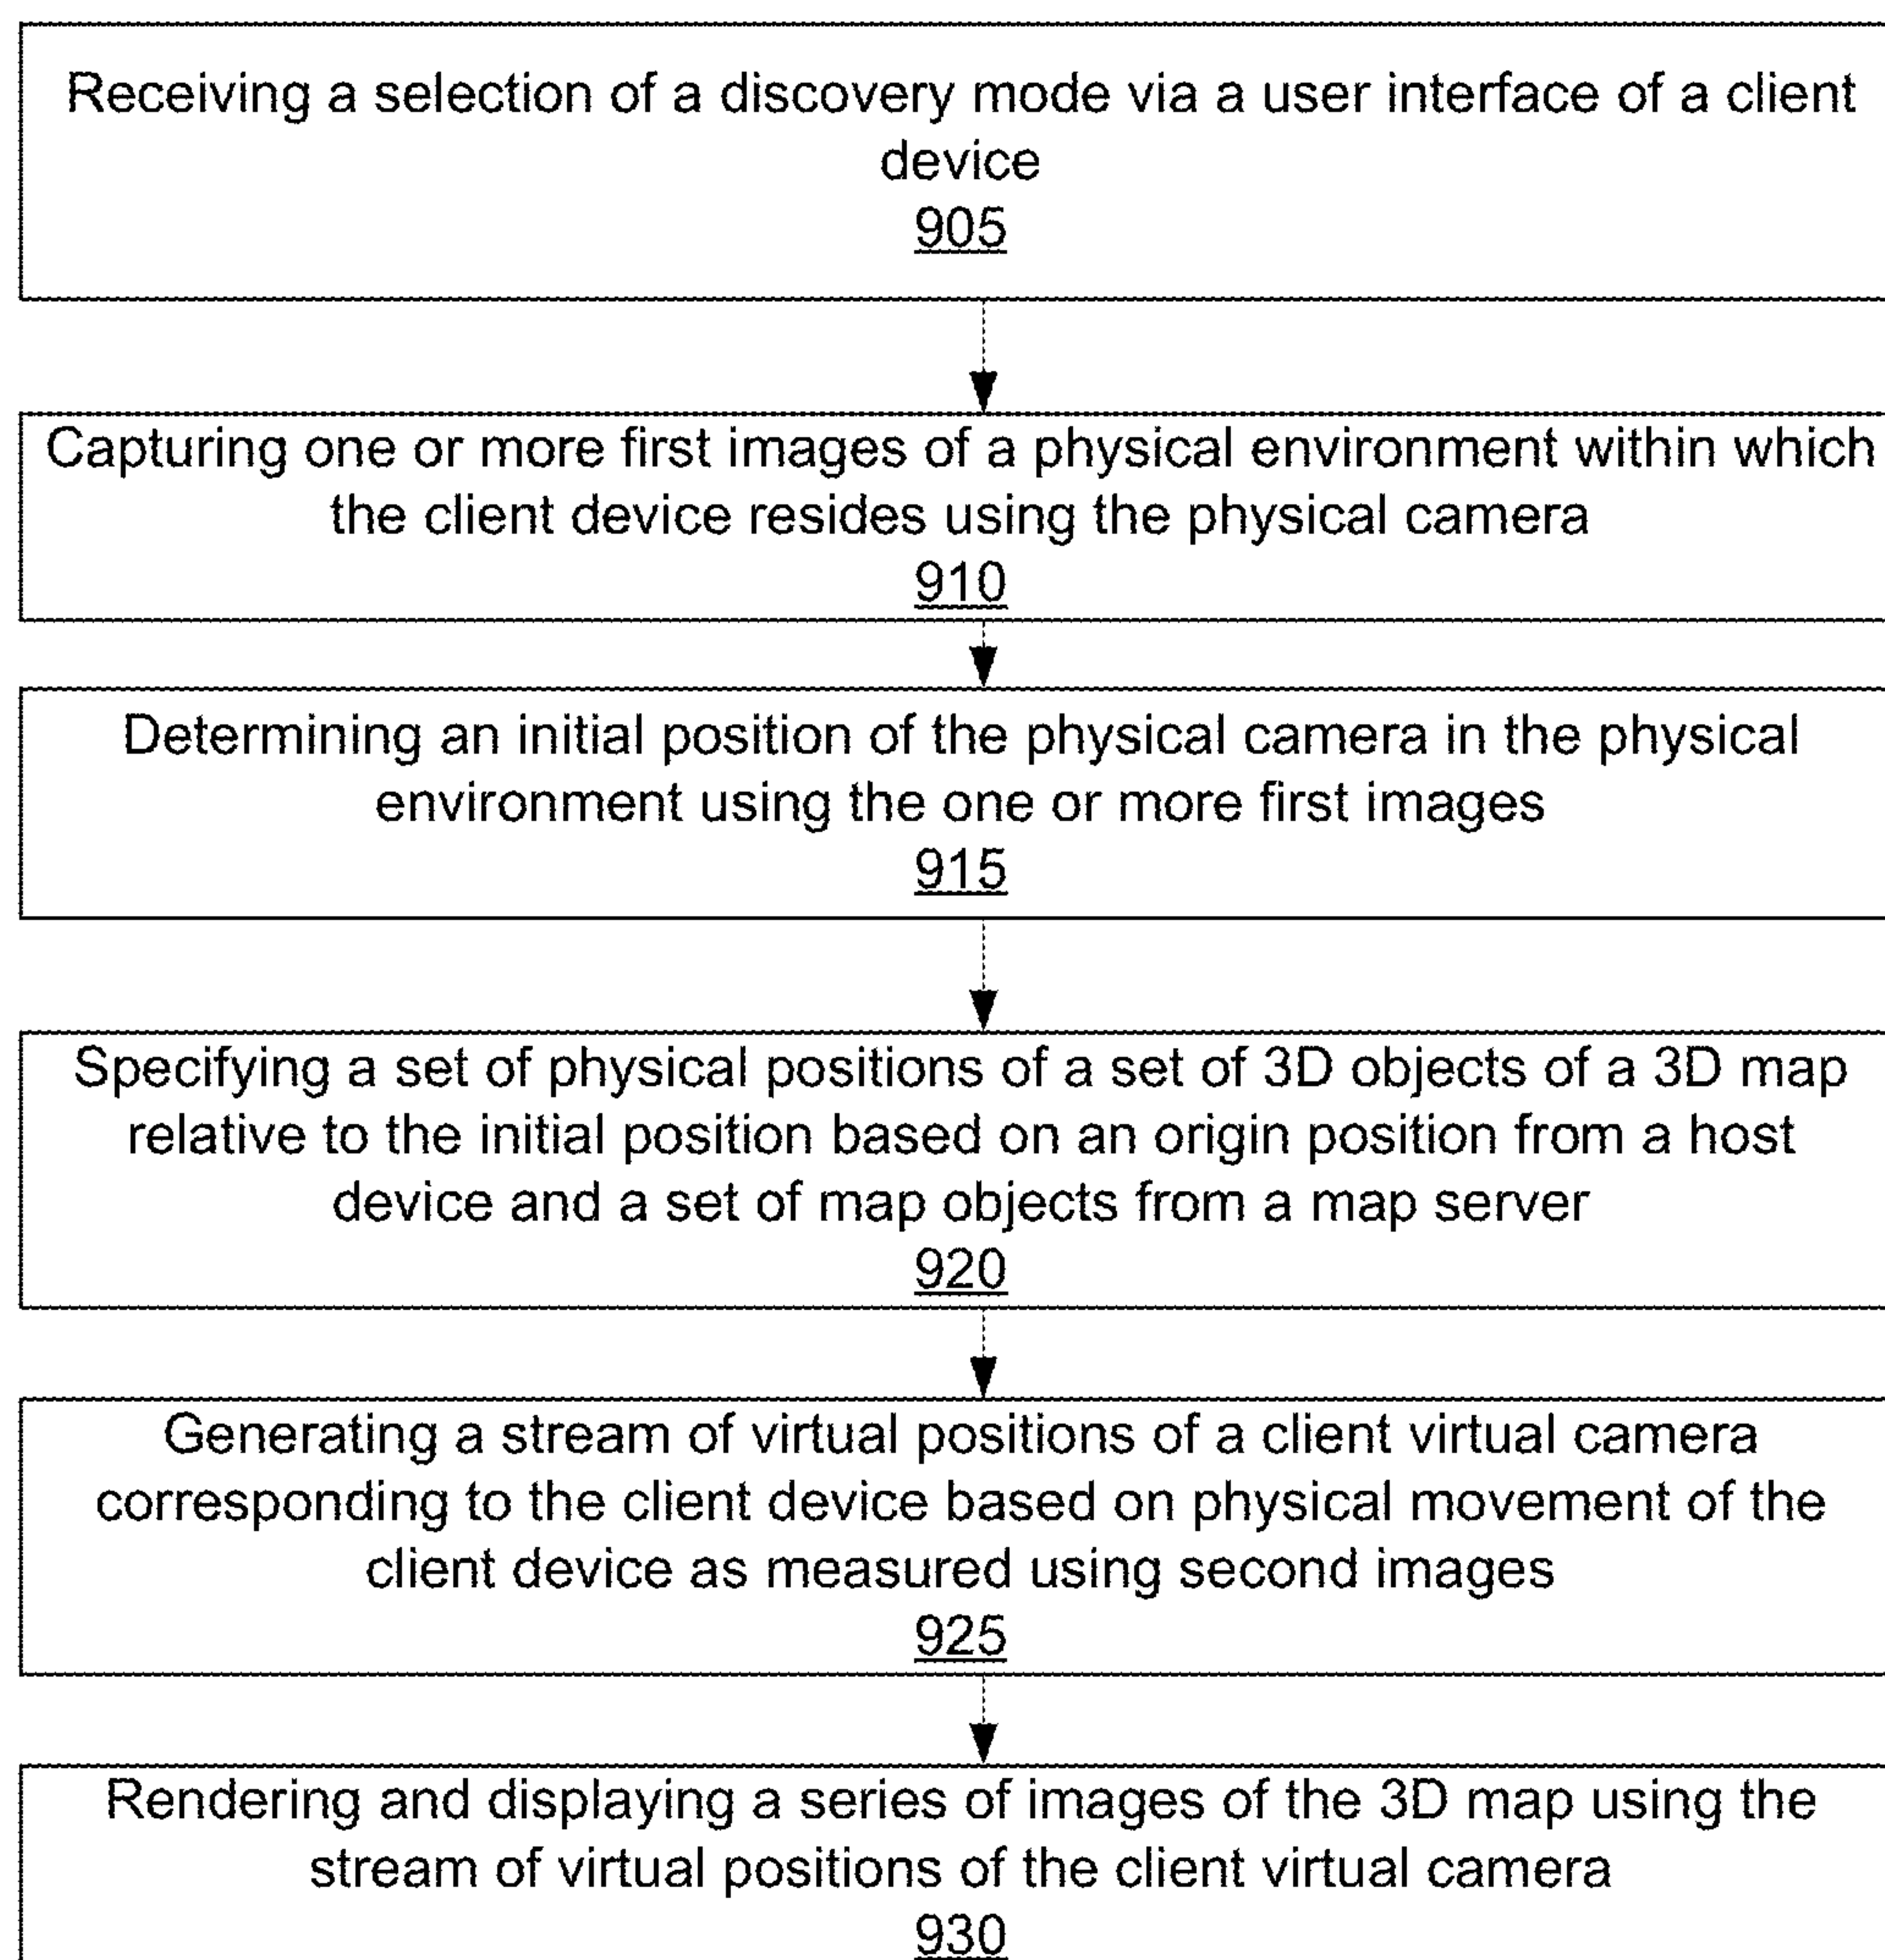 Receiving a selection of a discovery mode via a user interface of a client
device
905
Capturing one or more first images of a physical environment within which
the client device resides using the physical camera
910
Determining an initial position of the physical camera in the physical
environment using the one or more first images
915
Specifying a set of physical positions of a set of 3D objects of a 3D map
relative to the initial position based on an origin position from a host
device and a set of map objects from a map server
920
Generating a stream of virtual positions of a client virtual camera
corresponding to the client device based on physical movement of the
client device as measured using second images
925
Rendering and displaying a series of images of the 3D map using the
stream of virtual positions of the client virtual camera
930